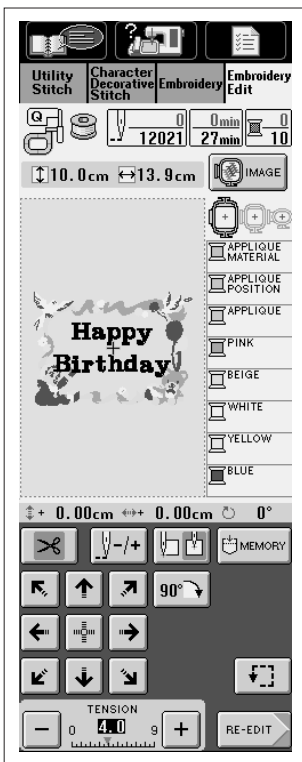 Utility Stitch
Character Decorative Stitch
Embroidery
Embroidery Edit
Q
0
12021
0min
27min
0
10
10.0cm
13.9cm
IMAGE
APPLIQUE MATERIAL
APPLIQUE POSITION
APPLIQUE
PINK
BEIGE
WHITE
YELLOW
BLUE
Happy
Birthday
+ 0.00cm
+ 0.00cm
0°
-/+
MEMORY
90°
TENSION
0 4.0 9
- +
RE-EDIT